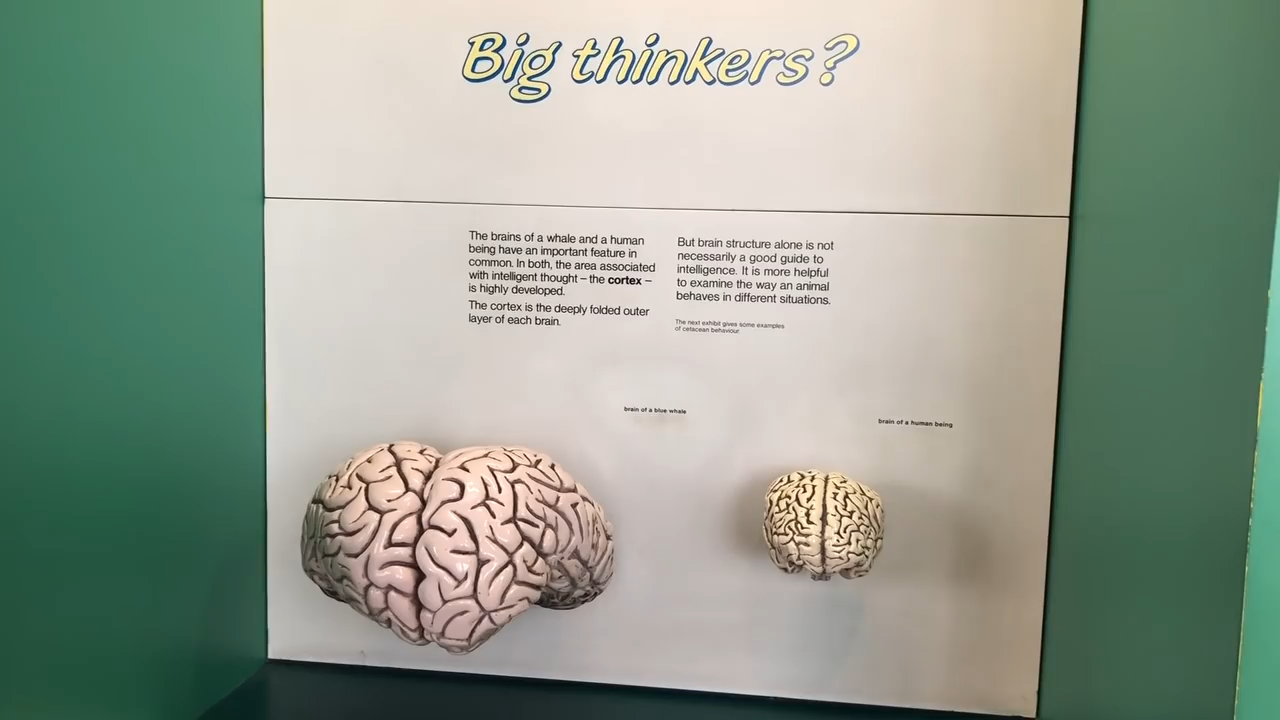 Big thinkers?
The brains of a whale and a human
being have an important feature in
common. In both, the area associated
with intelligent thought – the cortex –
is highly developed.
The cortex is the deeply folded outer
layer of each brain.
But brain structure alone is not
necessarily a good guide to
intelligence. It is more helpful
to examine the way an animal
behaves in different situations.
The next exhibit gives some examples
of cetacean behaviour.
brain of a blue whale
brain of a human being